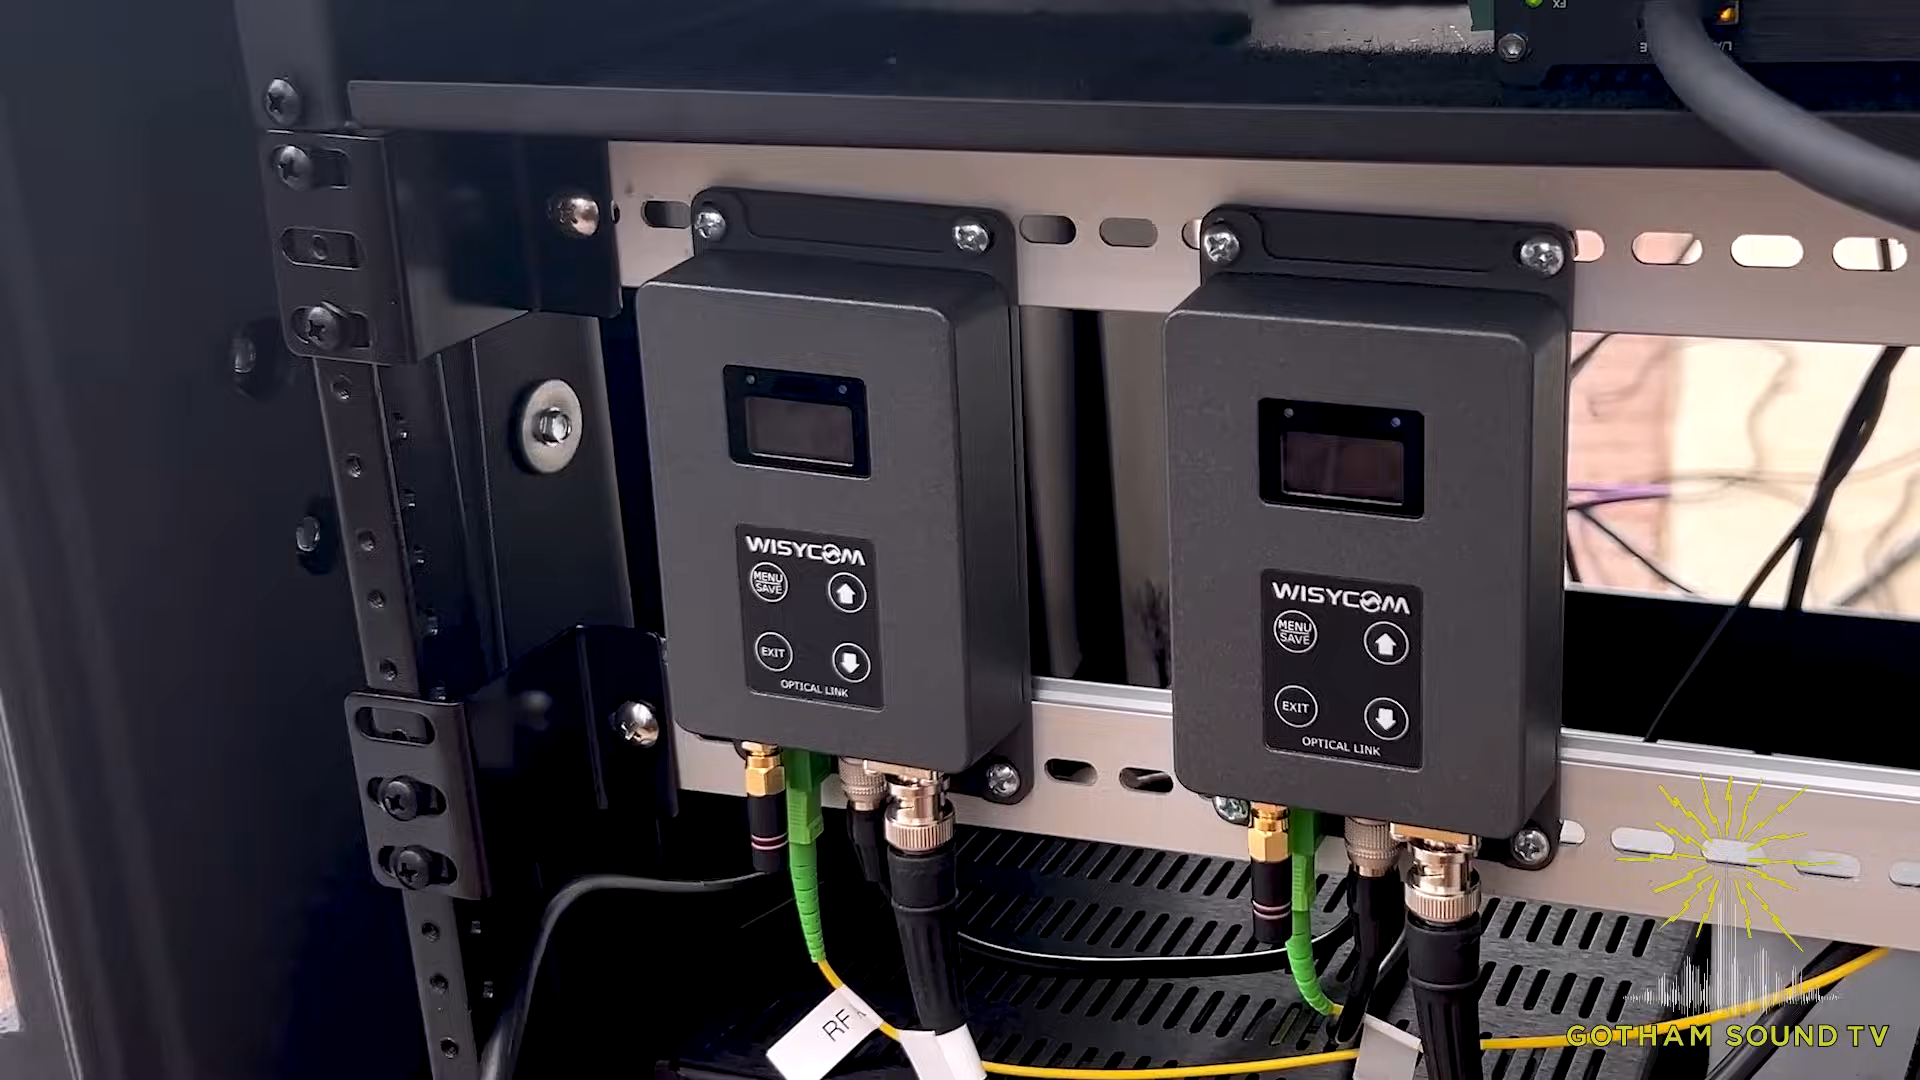 WISYCOM
MENU
SAVE
EXIT
OPTICAL LINK
WISYCOM
MENU
SAVE
EXIT
OPTICAL LINK
RF
GOTHAM SOUND TV